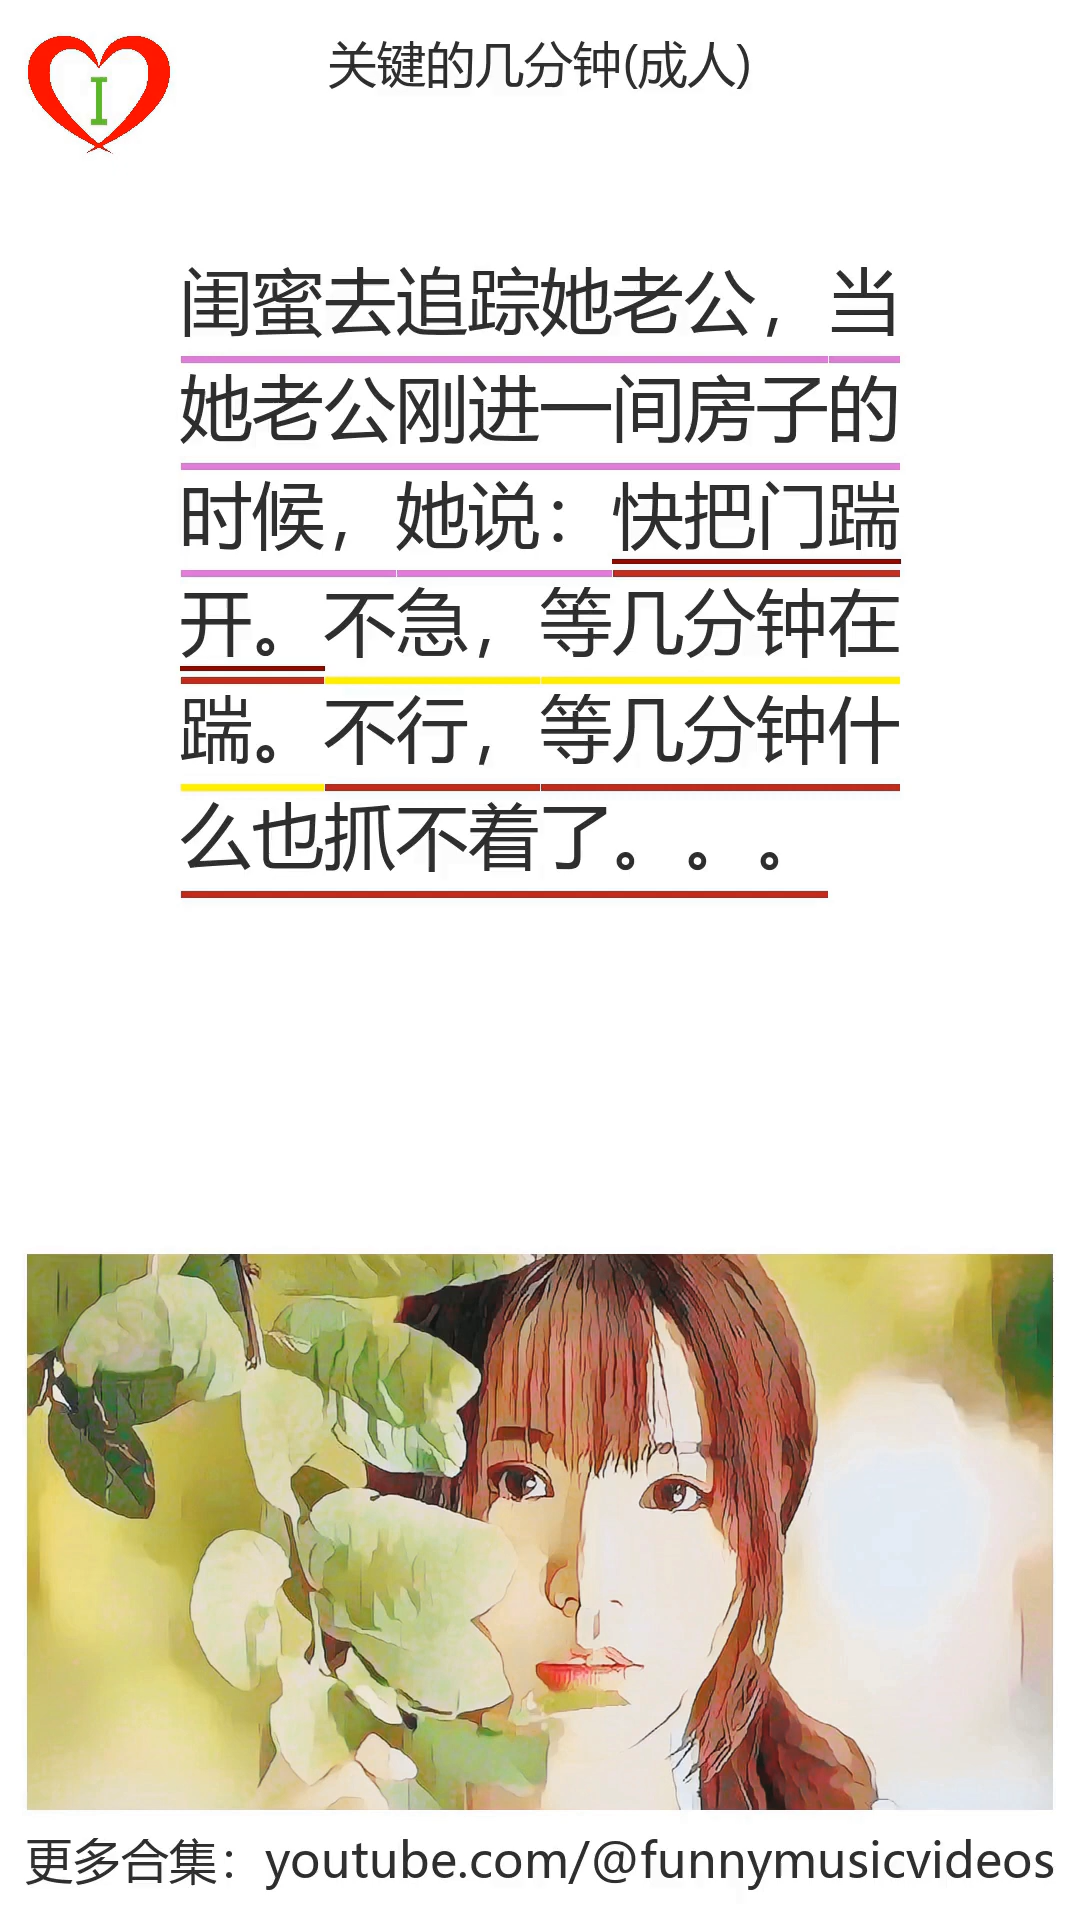 I
关键的几分钟(成人)
闺蜜去追踪她老公，当
她老公刚进一间房子的
时候，她说：快把门踹
开。不急，等几分钟在
踹。不行，等几分钟什
么也抓不着了。。。
更多合集：youtube.com/@funnymusicvideos